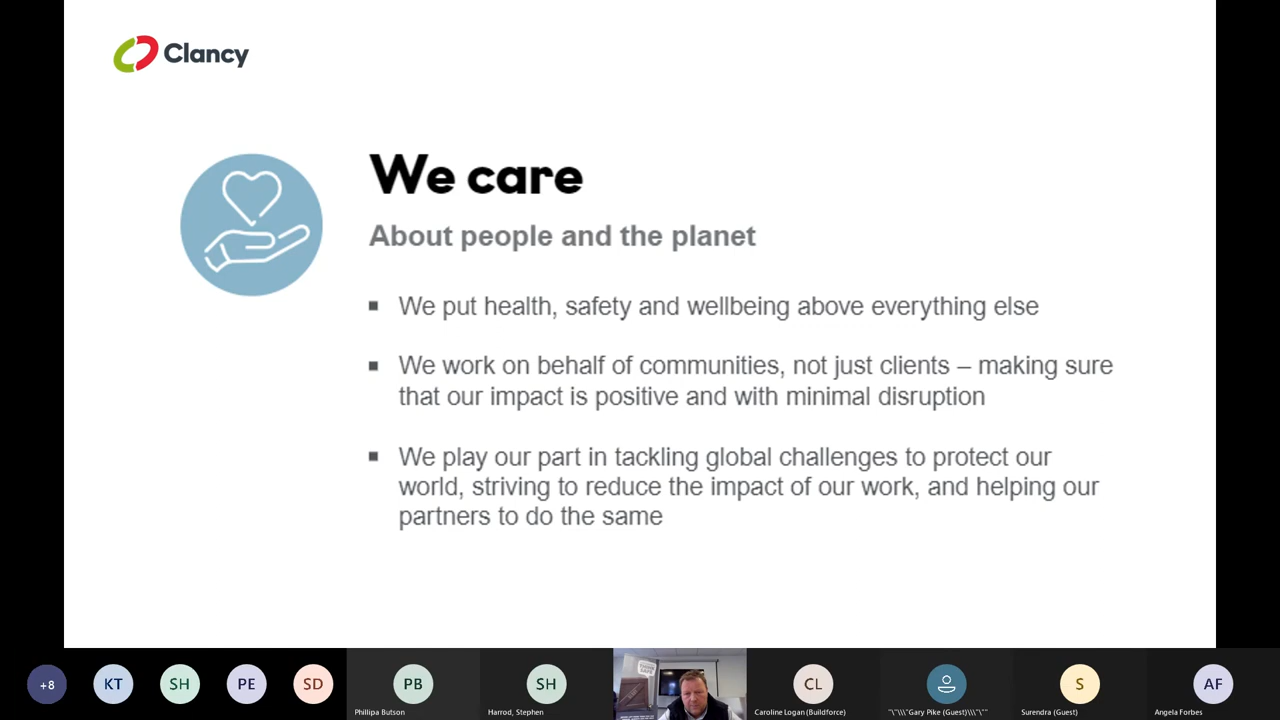 Clancy
We care
About people and the planet
▪ We put health, safety and wellbeing above everything else
▪ We work on behalf of communities, not just clients – making sure
that our impact is positive and with minimal disruption
▪ We play our part in tackling global challenges to protect our
world, striving to reduce the impact of our work, and helping our
partners to do the same
+8
KT
SH
PE
SD
PB
SH
CL
S
AF
Phillipa Butson
Harrod, Stephen
Caroline Logan (Buildforce)
"\"\\\"Gary Pike (Guest)\\\"\""
Surendra (Guest)
Angela Forbes